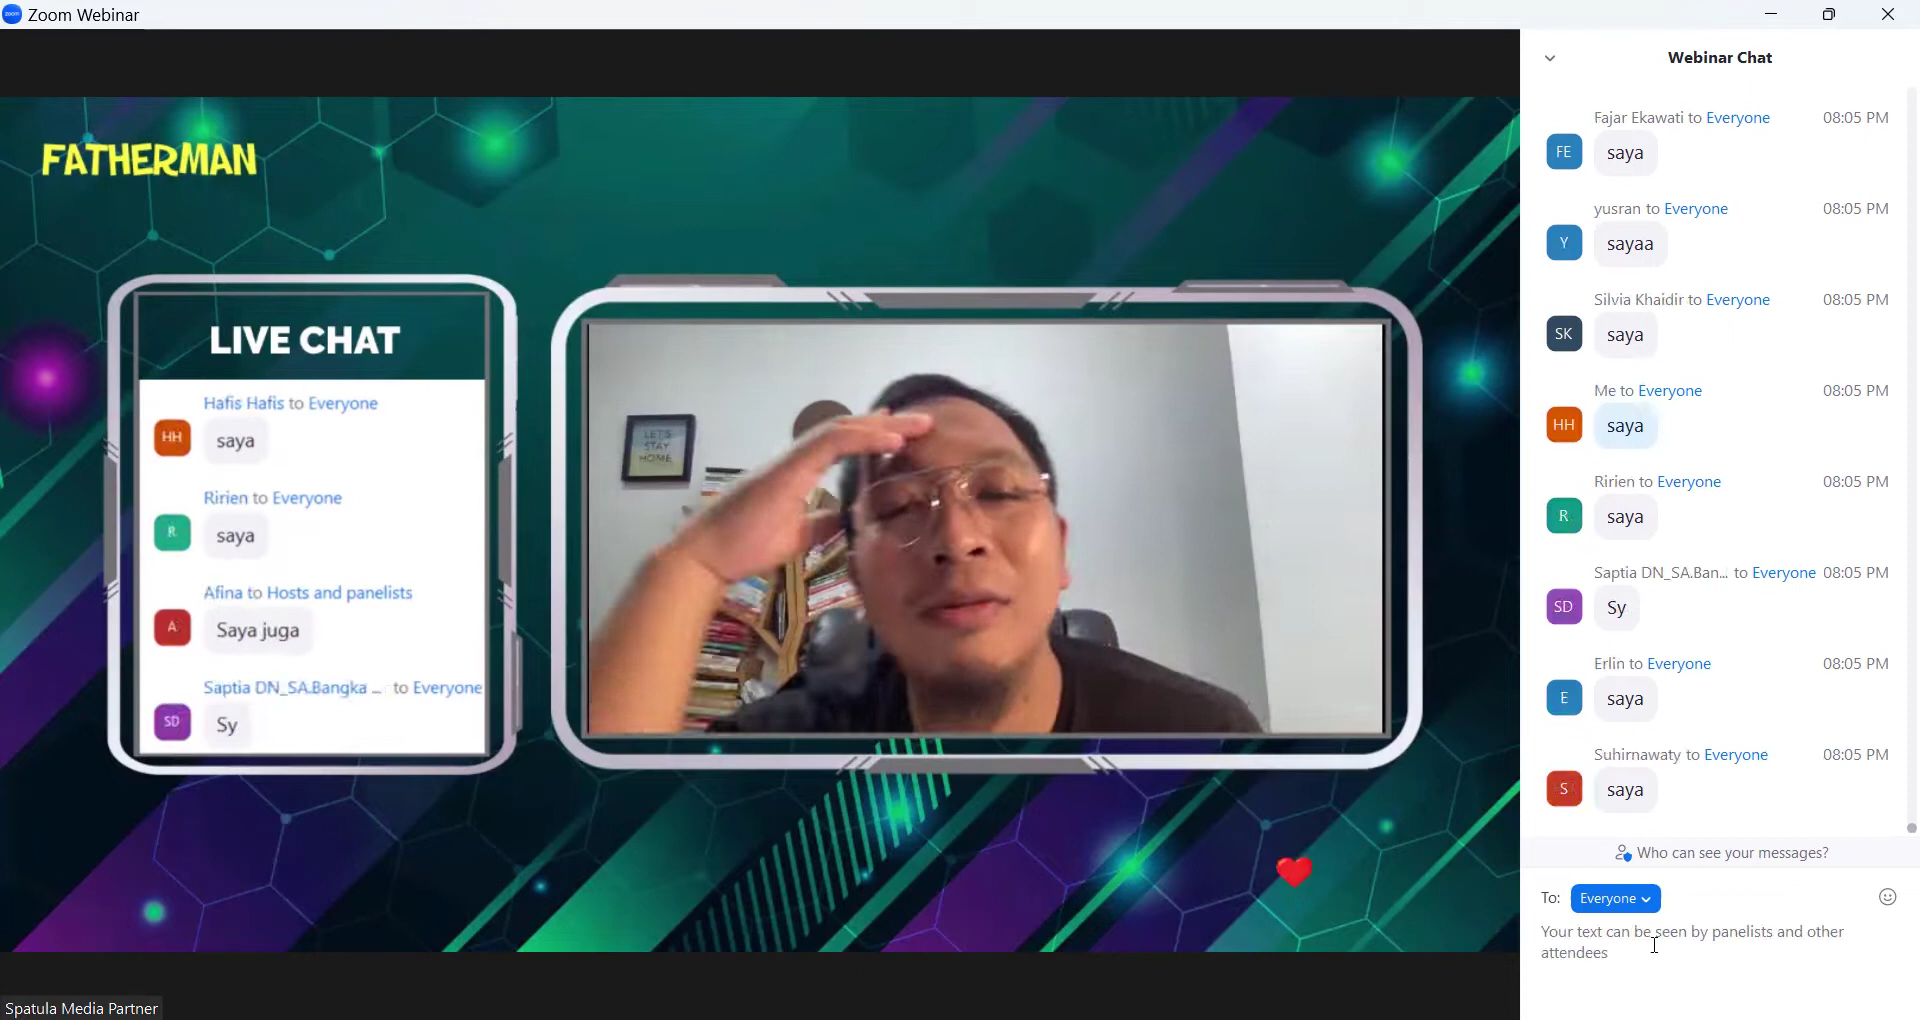 zoom
Zoom Webinar
FATHERMAN
LIVE CHAT
Hafis Hafis to Everyone
HH
saya
Ririen to Everyone
R
saya
Afina to Hosts and panelists
A
Saya juga
Saptia DN_SA.Bangka ... to Everyone
SD
Sy
LET'S
STAY
HOME
Spatula Media Partner
Webinar Chat
Fajar Ekawati to Everyone 08:05 PM
FE
saya
yusran to Everyone 08:05 PM
Y
sayaa
Silvia Khaidir to Everyone 08:05 PM
SK
saya
Me to Everyone 08:05 PM
HH
saya
Ririen to Everyone 08:05 PM
R
saya
Saptia DN_SA.Ban... to Everyone 08:05 PM
SD
Sy
Erlin to Everyone 08:05 PM
E
saya
Suhirnawaty to Everyone 08:05 PM
S
saya
Who can see your messages?
To: Everyone
Your text can be seen by panelists and other
attendees